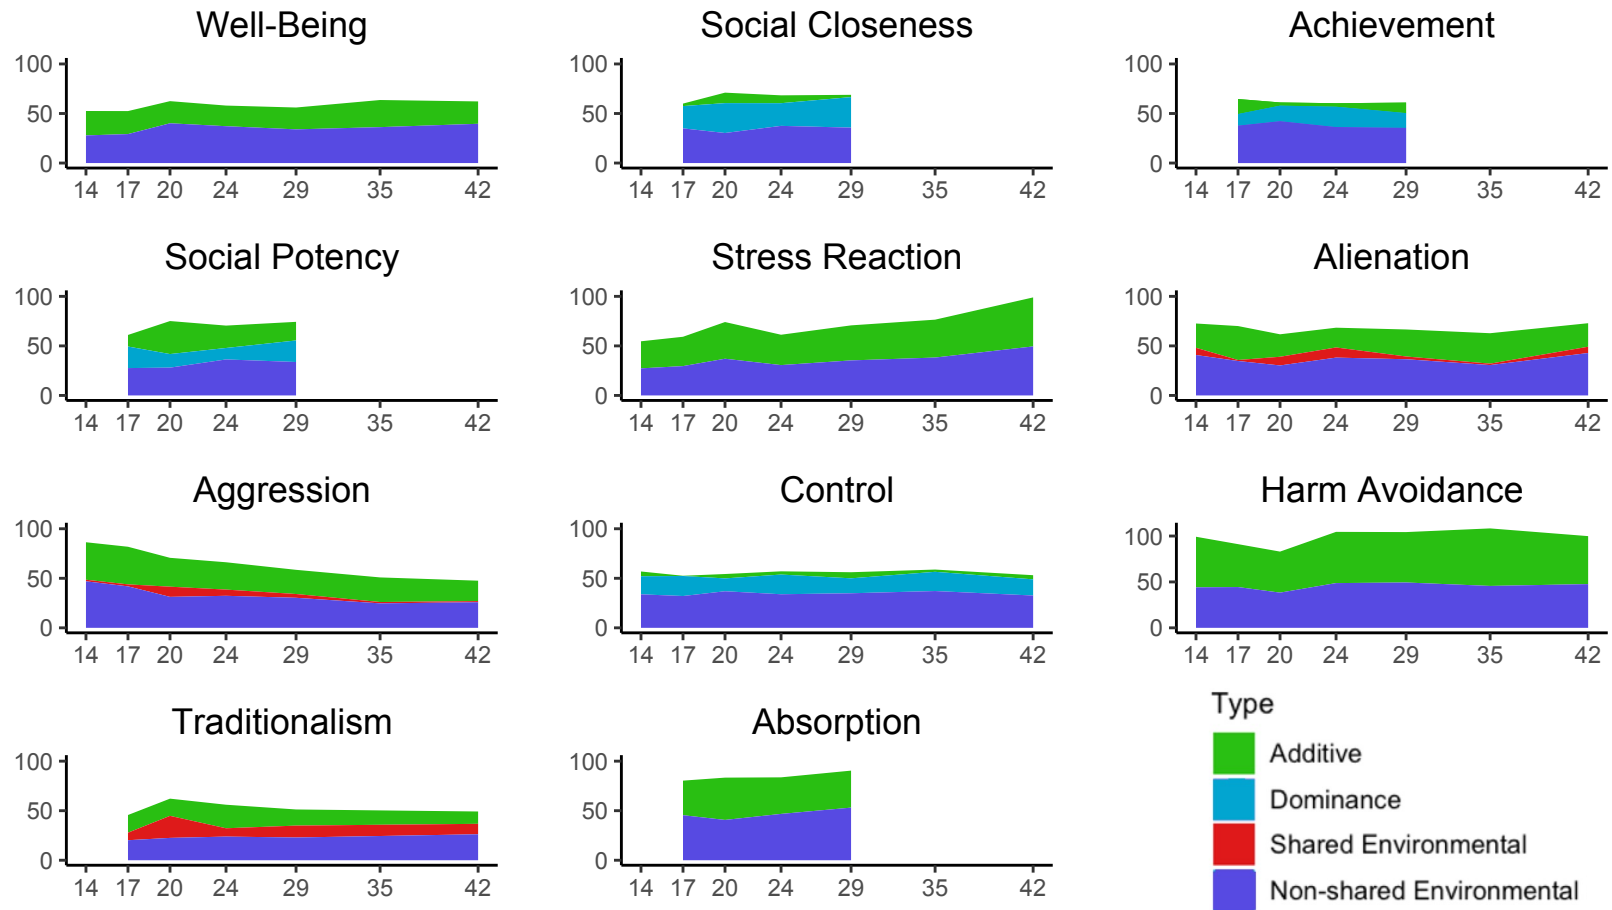 Well-Being
Social Closeness
Achievement
100
50
0
14 17 20 24 29 35 42
100
50
0
14 17 20 24 29 35 42
100
50
0
14 17 20 24 29 35 42
Social Potency
Stress Reaction
Alienation
100
50
0
14 17 20 24 29 35 42
100
50
0
14 17 20 24 29 35 42
100
50
0
14 17 20 24 29 35 42
Aggression
Control
Harm Avoidance
100
50
0
14 17 20 24 29 35 42
100
50
0
14 17 20 24 29 35 42
100
50
0
14 17 20 24 29 35 42
Traditionalism
Absorption
100
50
0
14 17 20 24 29 35 42
100
50
0
14 17 20 24 29 35 42
Type
Additive
Dominance
Shared Environmental
Non-shared Environmental